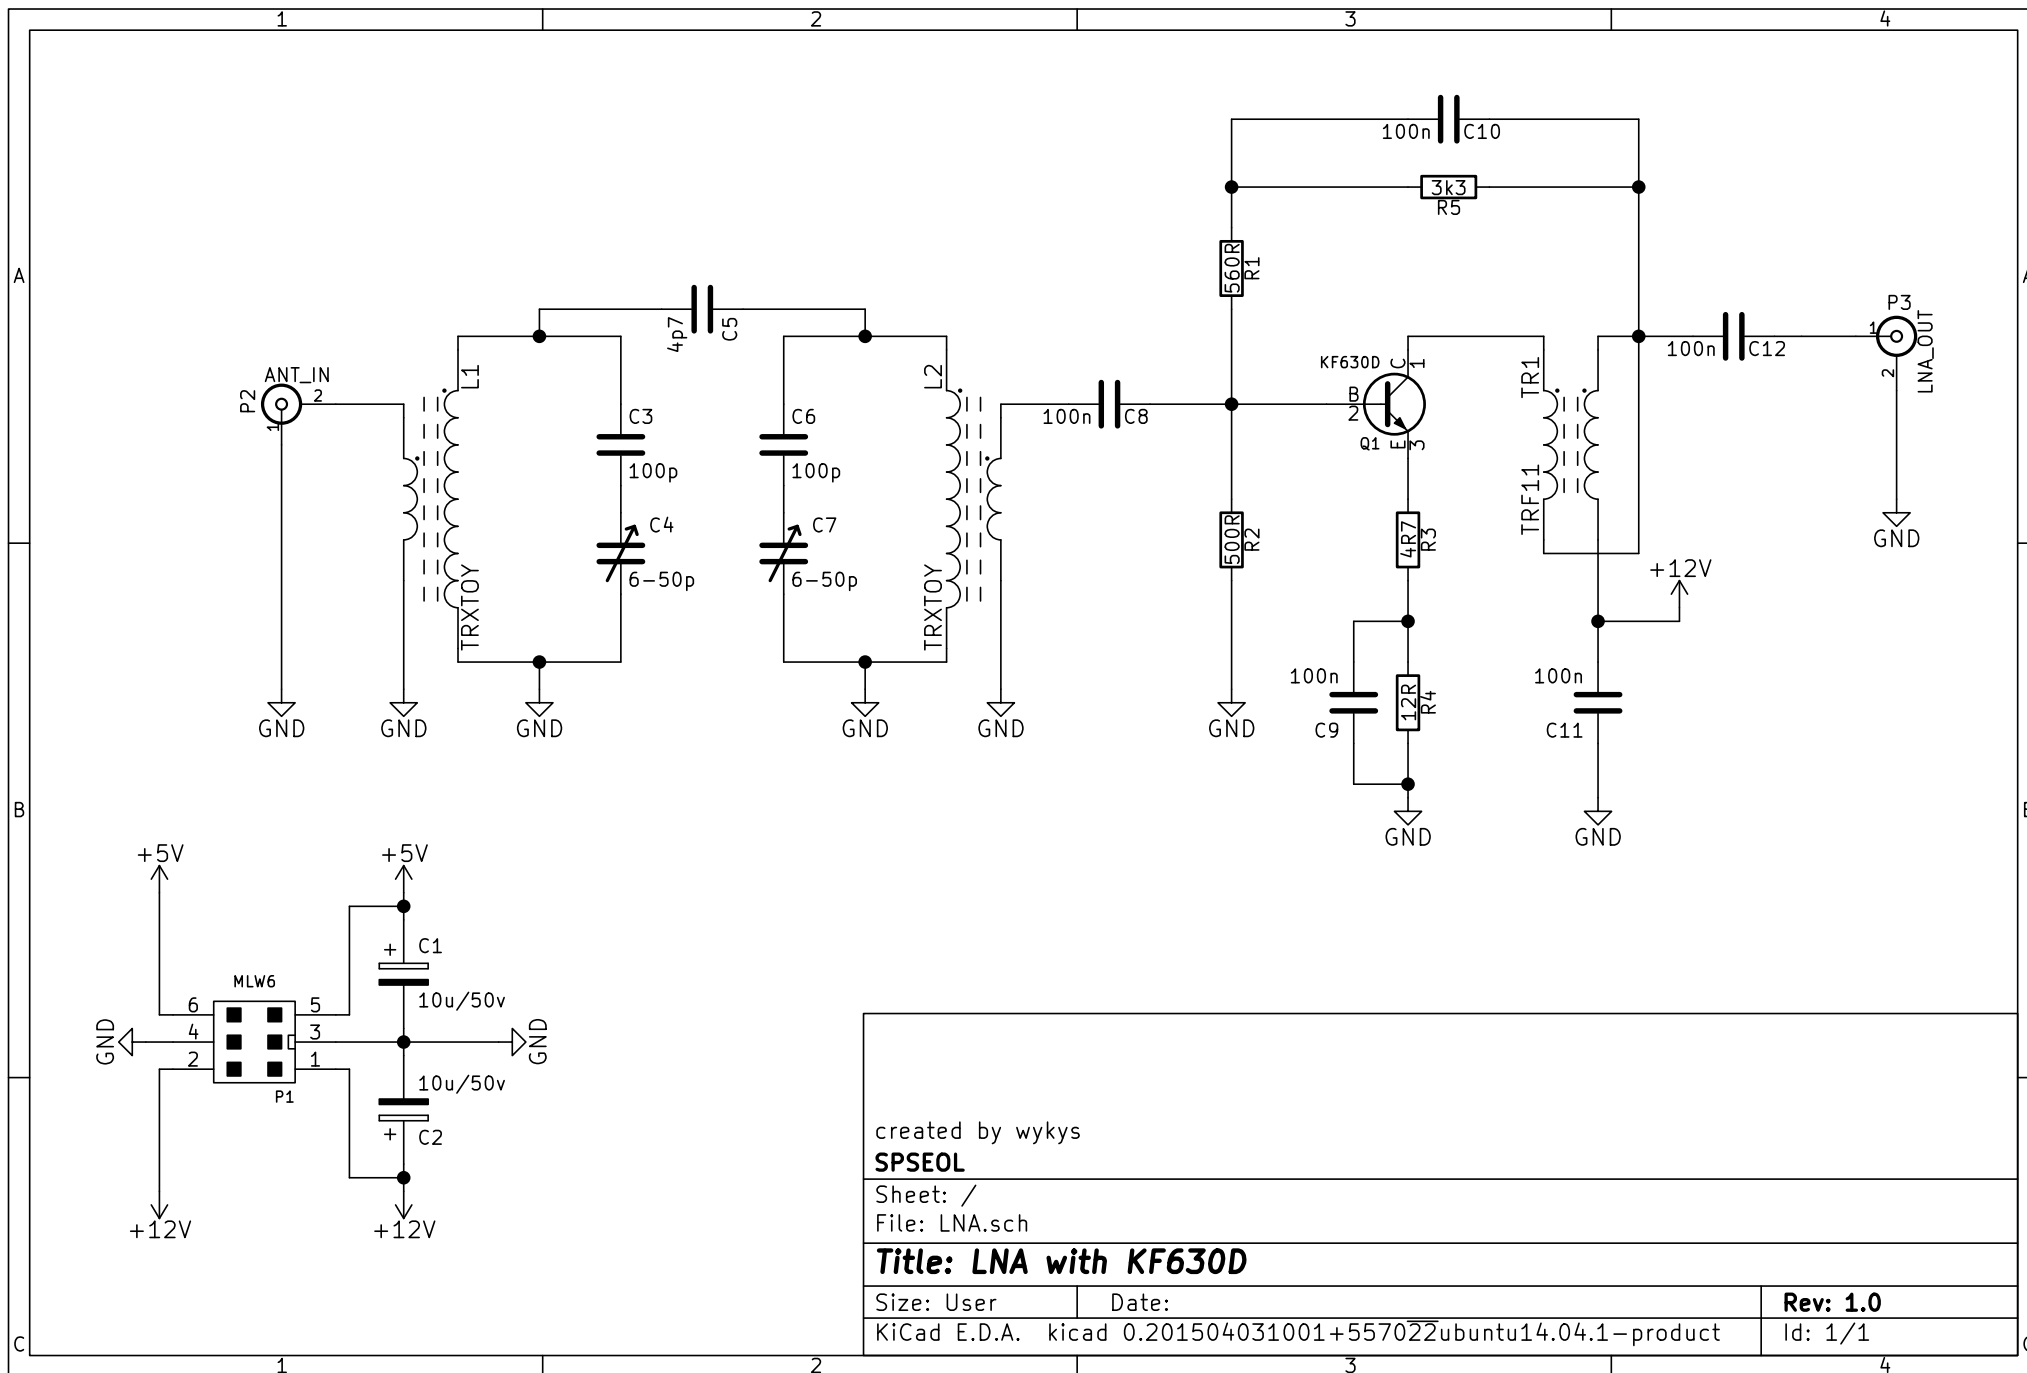 1 2 3 4
A
A
B
C
100n C10
3k3
R5
560R
R1
4p7
C5
P3
1
2
LNA_OUT
100n C12
ANT_IN
P2
2
1
L1
L2
C3
100p
C6
100p
C4
6-50p
C7
6-50p
TRXTOY
TRXTOY
100n C8
KF630D
C
1
B
2
Q1
E
3
TR1
TRF11
500R
R2
4R7
R3
+12V
GND
100n
C9
12R
R4
100n
C11
GND
GND
GND
GND
GND
GND
GND
GND
+5V
+5V
+ C1
10u/50v
MLW6
6
5
4
3
2
1
GND
GND
P1
10u/50v
+ C2
+12V
+12V
created by wykys
SPSEOL
Sheet: /
File: LNA.sch
Title: LNA with KF630D
Size: User
Date:
Rev: 1.0
KiCad E.D.A. kicad 0.201504031001+557022ubuntu14.04.1-product
Id: 1/1
1 2 3 4